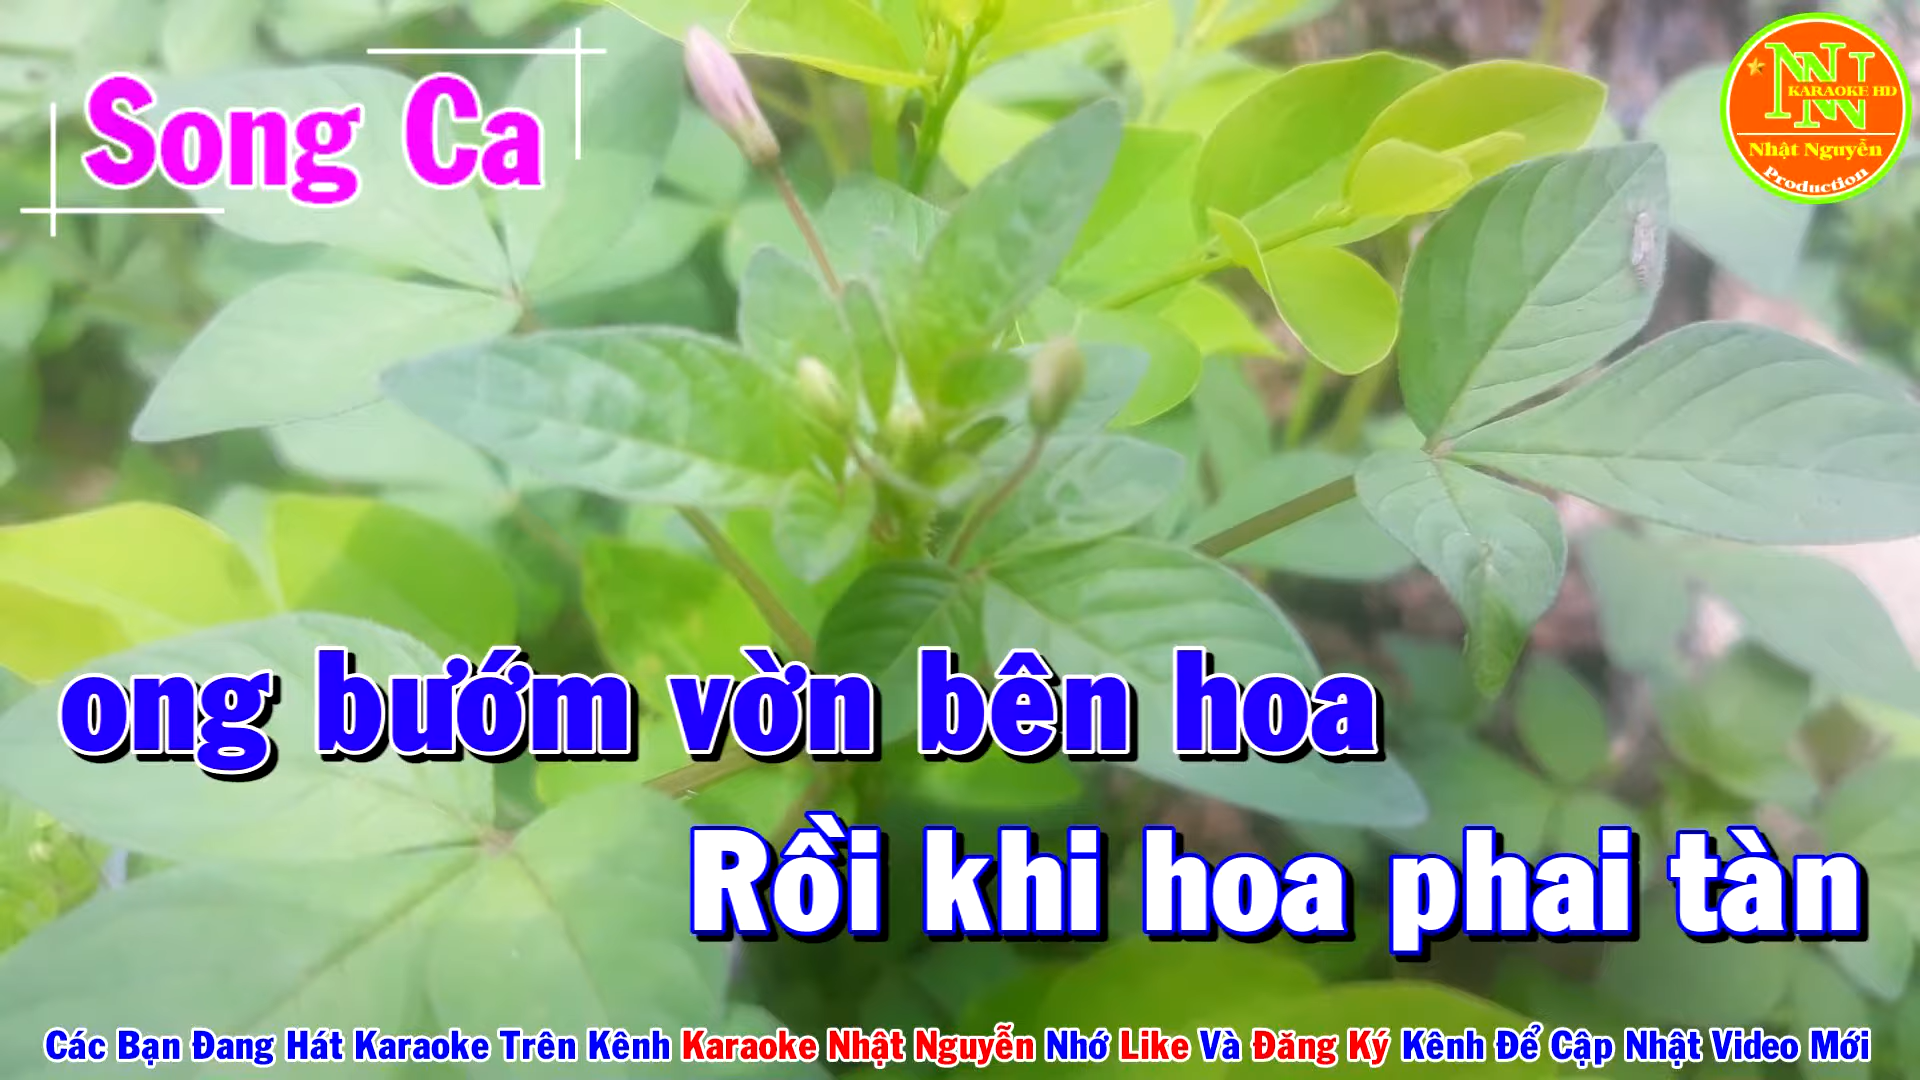 Song Ca
NN
KARAOKE HD
NN
Nhật Nguyễn
Production
ong bướm vờn bên hoa
Rồi khi hoa phai tàn
Các Bạn Đang Hát Karaoke Trên Kênh Karaoke Nhật Nguyễn Nhớ Like Và Đăng Ký Kênh Để Cập Nhật Video Mới